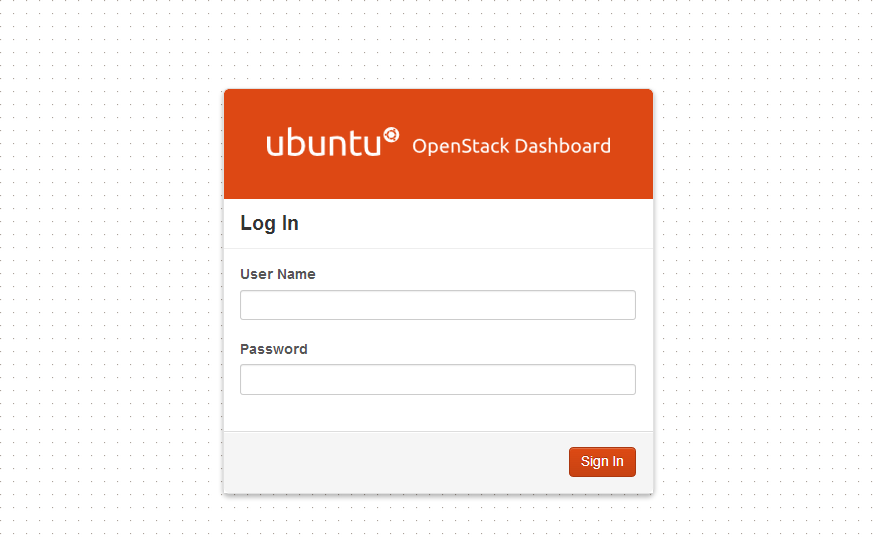 ubuntu OpenStack Dashboard
Log In
User Name
Password
Sign In